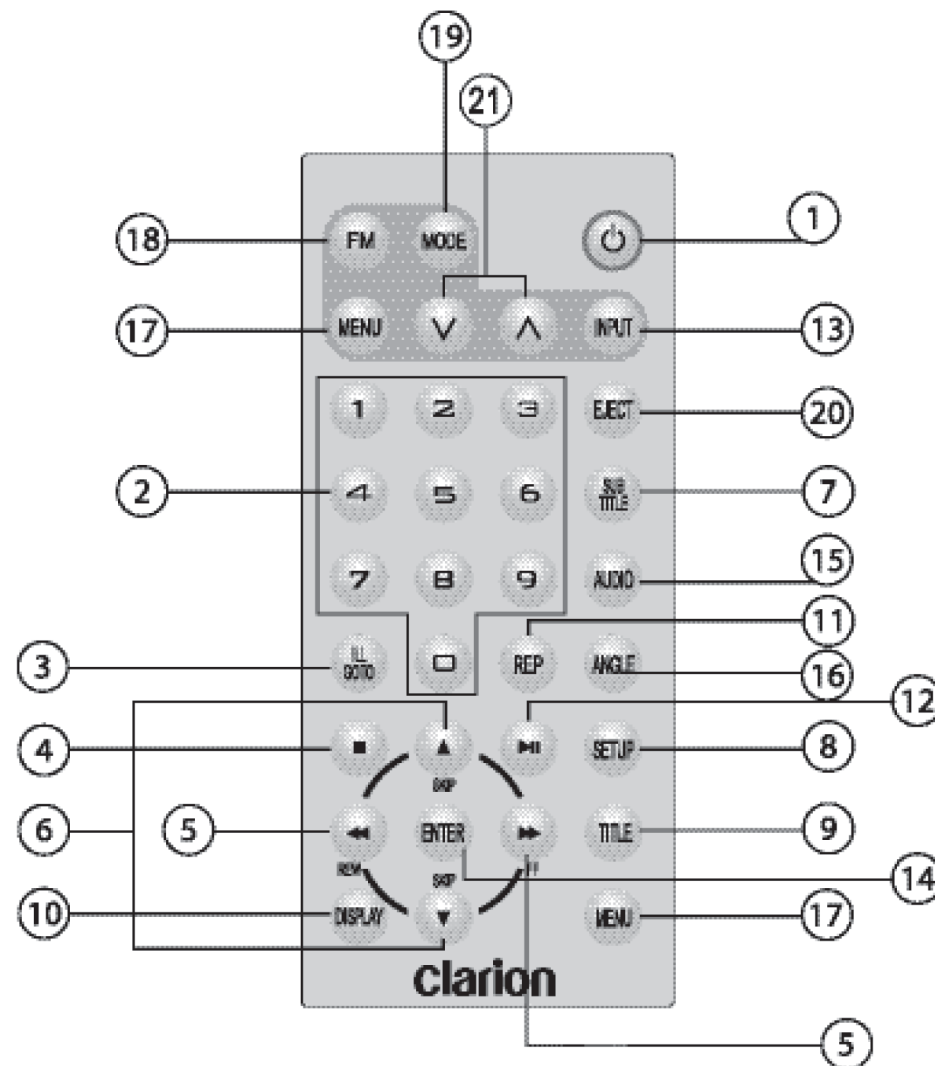 19
21
18 FM MODE 1
17 MENU INPUT 13
1 2 3 EJECT 20
2 4 5 6 SUB TITLE 7
7 8 9 AUDIO 15
11
3 ILL GOTO 0 REP ANGLE 16
12
4 SETUP 8
SKIP
6 5 ENTER TITLE 9
REW SKIP FF
14
10 DISPLAY MENU 17
clarion
5